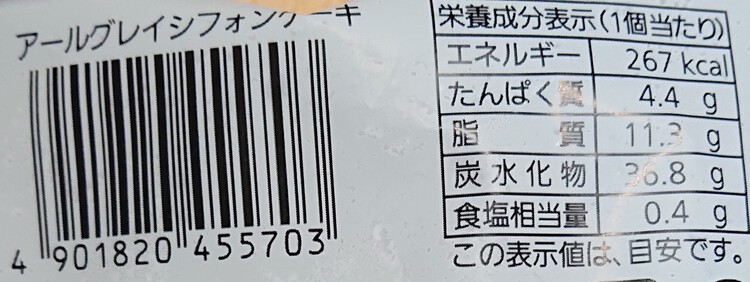 アールグレイシフォンケーキ
4 901820 455703
栄養成分表示(1個当たり)
エネルギー 267 kcal
たんぱく質 4.4 g
脂質 11.3 g
炭水化物 36.8 g
食塩相当量 0.4 g
この表示値は、目安です。